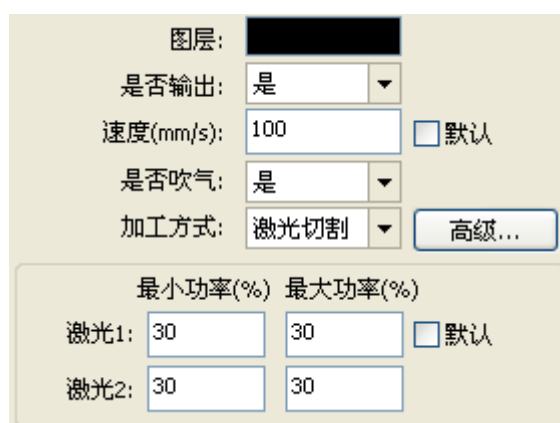 图层:
是否输出: 是
速度(mm/s): 100 默认
是否吹气: 是
加工方式: 激光切割 高级...
最小功率(%) 最大功率(%)
激光1: 30 30 默认
激光2: 30 30